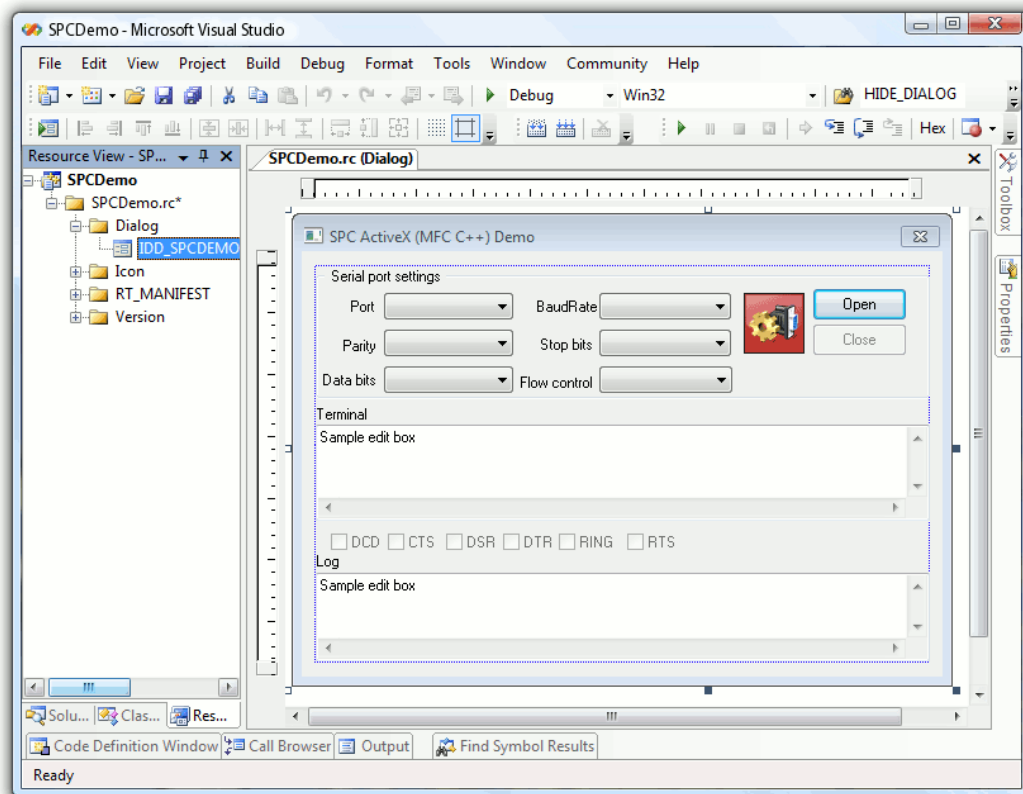 SPCDemo - Microsoft Visual Studio
File Edit View Project Build Debug Format Tools Window Community Help
Debug Win32 HIDE_DIALOG
Hex
Resource View - SP...
SPCDemo
SPCDemo.rc*
Dialog
IDD_SPCDEMO
Icon
RT_MANIFEST
Version
Solu... Clas... Res...
SPCDemo.rc (Dialog)
SPC ActiveX (MFC C++) Demo
Serial port settings
Port BaudRate Open
Parity Stop bits Close
Data bits Flow control
Terminal
Sample edit box
DCD CTS DSR DTR RING RTS
Log
Sample edit box
Toolbox
Properties
Code Definition Window Call Browser Output Find Symbol Results
Ready